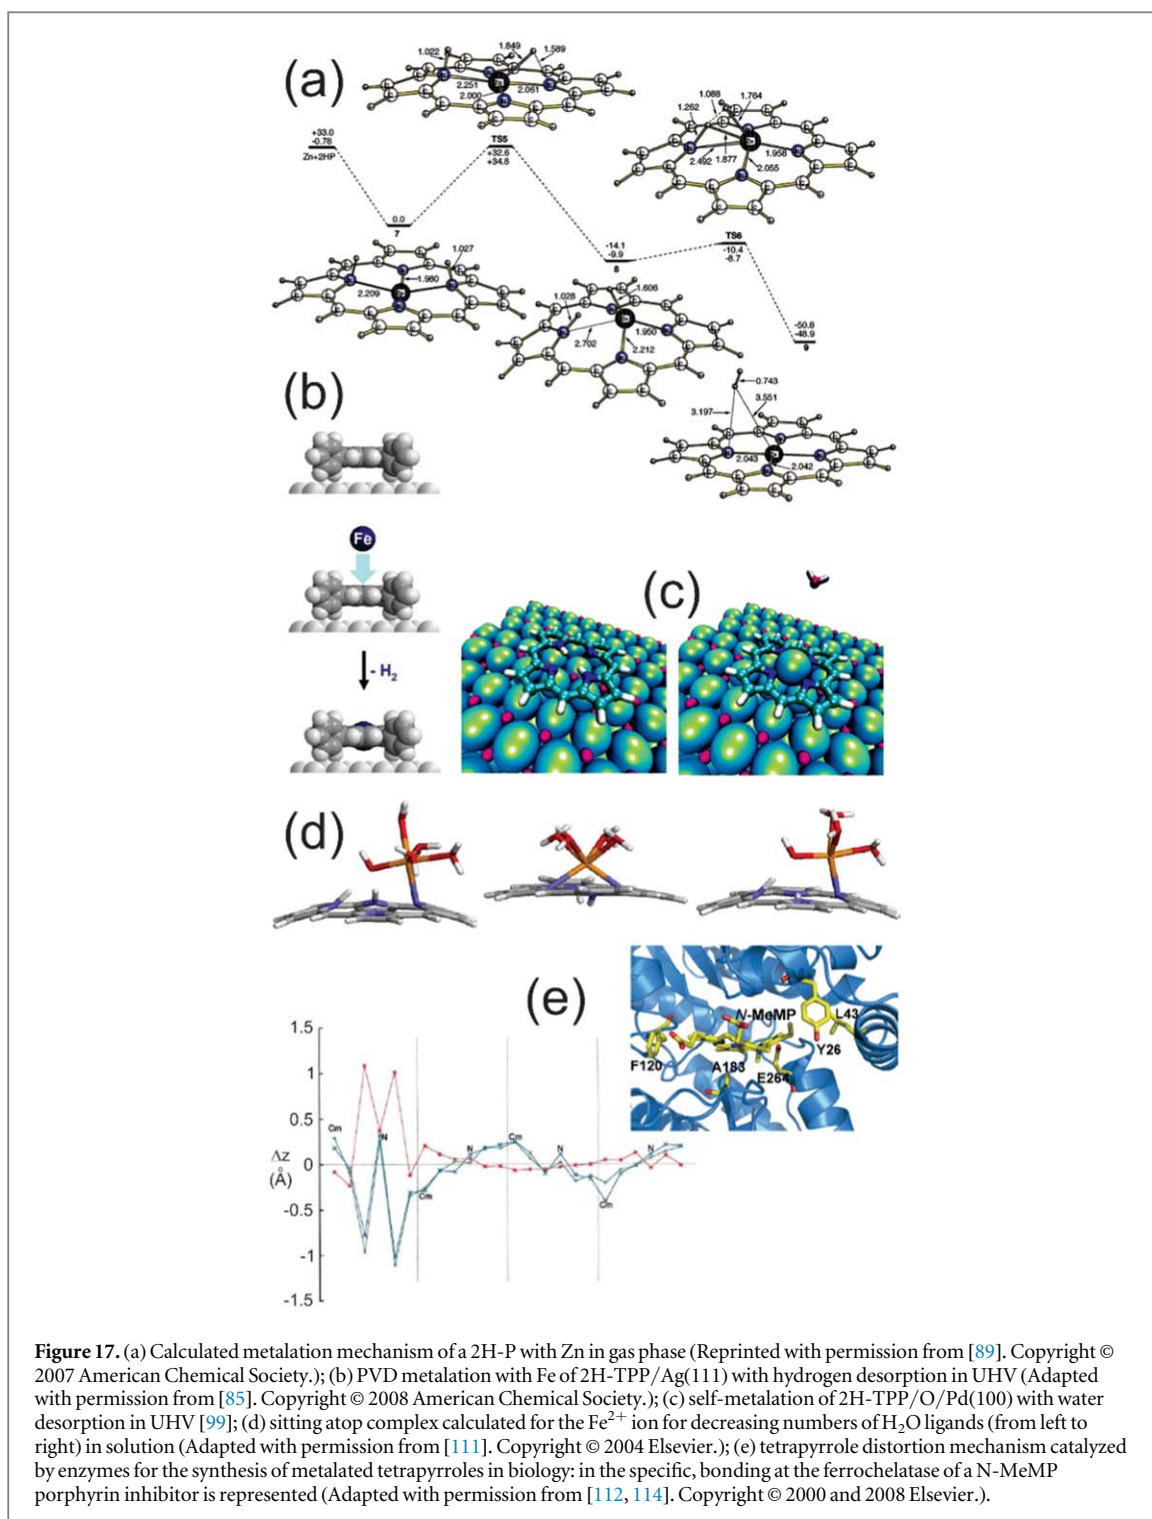 (a)
1.022
1.849
1.589
2.251
2.000
2.061
TS5
+32.6
+34.8
+33.0
-0.78
Zn+2HP
0.0
7
1.262
1.088
1.764
2.492
1.877
1.958
2.055
TS6
-10.4
-8.7
-14.1
-9.9
8
1.027
1.980
2.209
1.028
1.606
2.702
1.950
2.212
-50.8
-48.9
9
0.743
3.197
3.551
2.043
2.042
(b)
Fe
- H2
(c)
(d)
(e)
N-MeMP
L43
Y26
F120
A183
E264
1.5
1
0.5
Δz
(Å)
0
-0.5
-1
-1.5
Cm
N
Cm
N
Cm
N
Cm
N
Figure 17. (a) Calculated metalation mechanism of a 2H-P with Zn in gas phase (Reprinted with permission from [89]. Copyright ©
2007 American Chemical Society.); (b) PVD metalation with Fe of 2H-TPP/Ag(111) with hydrogen desorption in UHV (Adapted
with permission from [85]. Copyright © 2008 American Chemical Society.); (c) self-metalation of 2H-TPP/O/Pd(100) with water
desorption in UHV [99]; (d) sitting atop complex calculated for the Fe²⁺ ion for decreasing numbers of H₂O ligands (from left to
right) in solution (Adapted with permission from [111]. Copyright © 2004 Elsevier.); (e) tetrapyrrole distortion mechanism catalyzed
by enzymes for the synthesis of metalated tetrapyrroles in biology: in the specific, bonding at the ferrochelatase of a N-MeMP
porphyrin inhibitor is represented (Adapted with permission from [112, 114]. Copyright © 2000 and 2008 Elsevier.).